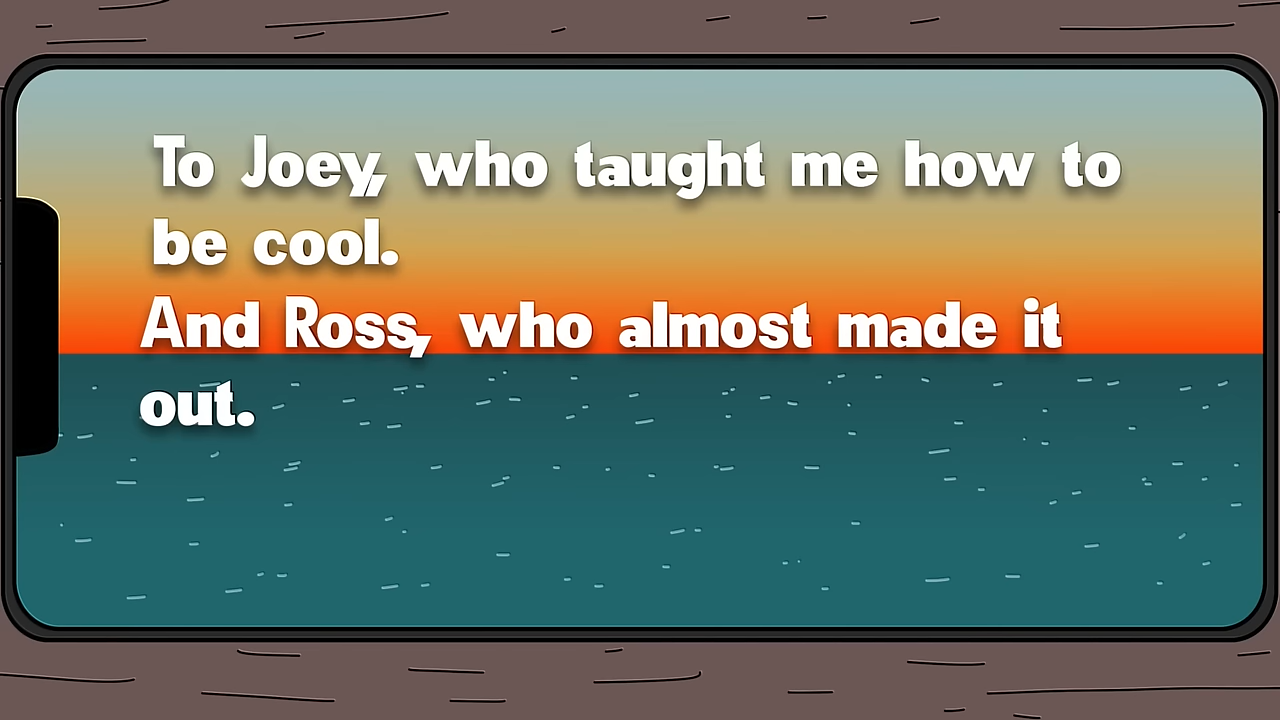 To Joey, who taught me how to
be cool.
And Ross, who almost made it
out.